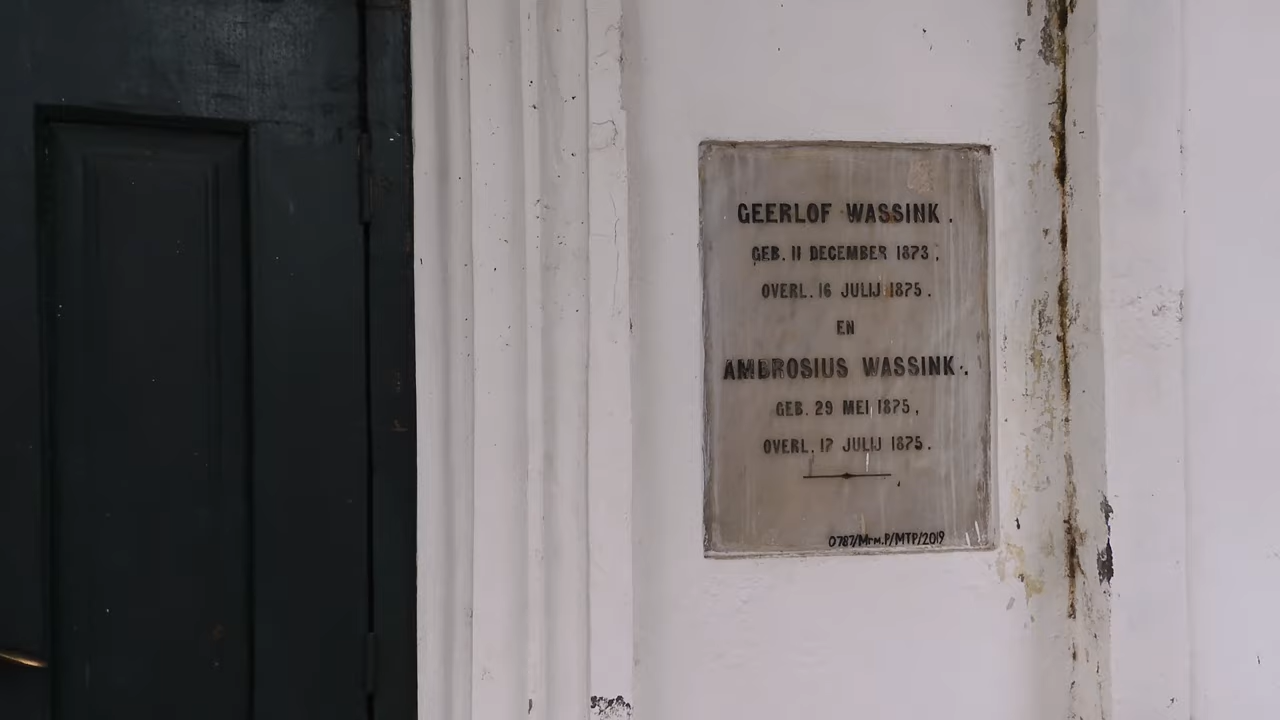 GEERLOF WASSINK.
GEB. 11 DECEMBER 1873,
OVERL. 16 JULIJ 1875.
EN
AMBROSIUS WASSINK.
GEB. 29 MEI 1875,
OVERL. 17 JULIJ 1875.
0787/Mrm.P/MTP/2019